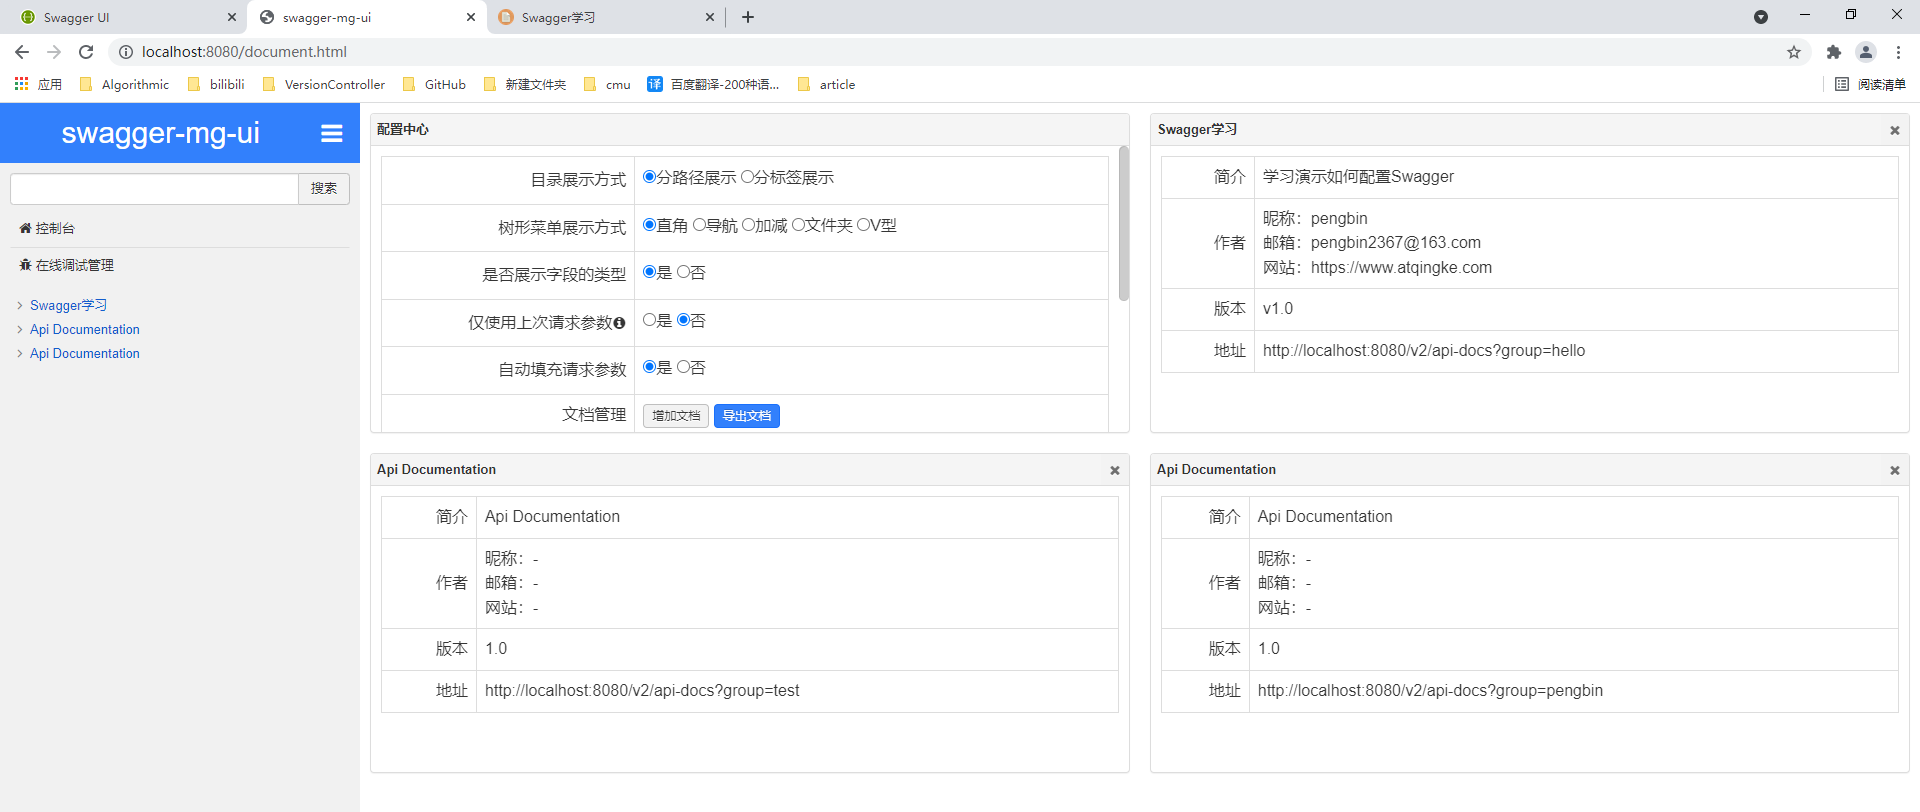 Swagger UI
swagger-mg-ui
Swagger学习
localhost:8080/document.html
应用
Algorithmic
bilibili
VersionController
GitHub
新建文件夹
cmu
译 百度翻译-200种语...
article
阅读清单
swagger-mg-ui
搜索
控制台
在线调试管理
Swagger学习
Api Documentation
Api Documentation
配置中心
目录展示方式 分路径展示 分标签展示
树形菜单展示方式 直角 导航 加减 文件夹 V型
是否展示字段的类型 是 否
仅使用上次请求参数 是 否
自动填充请求参数 是 否
文档管理 增加文档 导出文档
Swagger学习
简介 学习演示如何配置Swagger
作者
昵称：pengbin
邮箱：pengbin2367@163.com
网站：https://www.atqingke.com
版本 v1.0
地址 http://localhost:8080/v2/api-docs?group=hello
Api Documentation
简介 Api Documentation
作者
昵称：-
邮箱：-
网站：-
版本 1.0
地址 http://localhost:8080/v2/api-docs?group=test
Api Documentation
简介 Api Documentation
作者
昵称：-
邮箱：-
网站：-
版本 1.0
地址 http://localhost:8080/v2/api-docs?group=pengbin